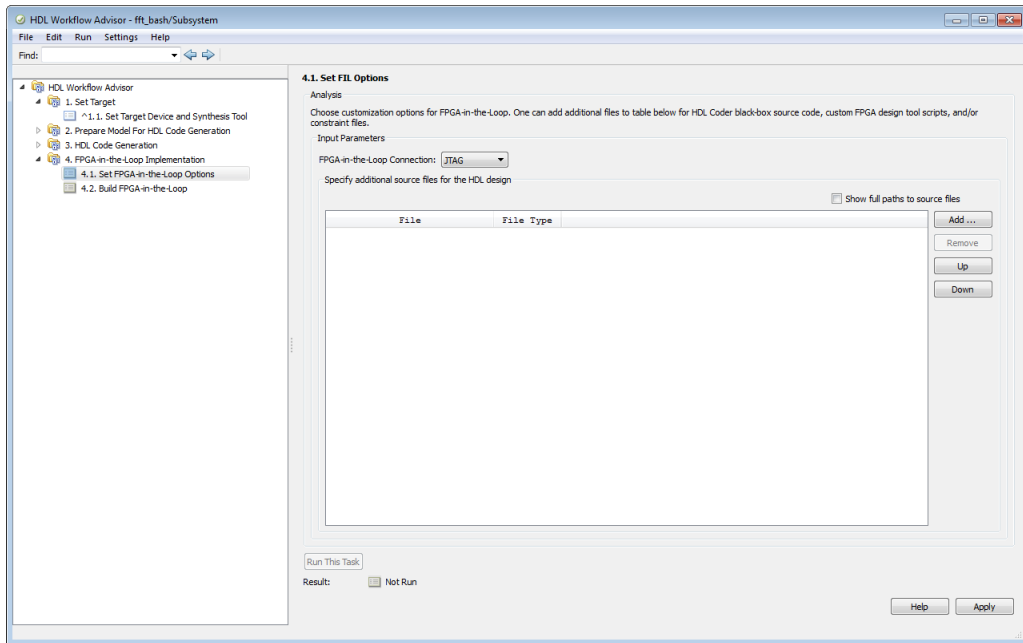 HDL Workflow Advisor - fft_bash/Subsystem
File Edit Run Settings Help
Find:
HDL Workflow Advisor
1. Set Target
^1.1. Set Target Device and Synthesis Tool
2. Prepare Model For HDL Code Generation
3. HDL Code Generation
4. FPGA-in-the-Loop Implementation
4.1. Set FPGA-in-the-Loop Options
4.2. Build FPGA-in-the-Loop
4.1. Set FIL Options
Analysis
Choose customization options for FPGA-in-the-Loop. One can add additional files to table below for HDL Coder black-box source code, custom FPGA design tool scripts, and/or
constraint files.
Input Parameters
FPGA-in-the-Loop Connection: JTAG
Specify additional source files for the HDL design
Show full paths to source files
File File Type
Add ...
Remove
Up
Down
Run This Task
Result: Not Run
Help Apply